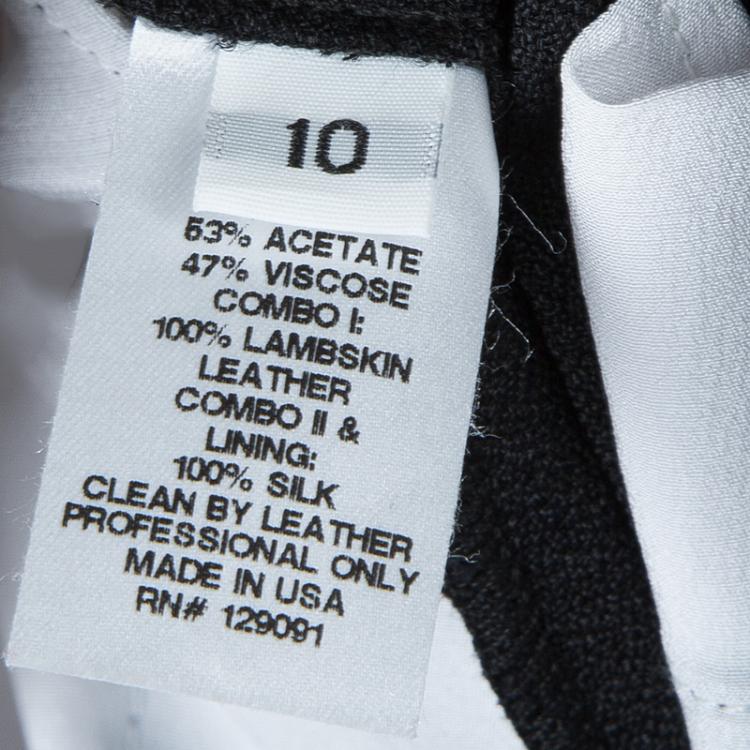 10
53% ACETATE
47% VISCOSE
COMBO I:
100% LAMBSKIN
LEATHER
COMBO II &
LINING:
100% SILK
CLEAN BY LEATHER
PROFESSIONAL ONLY
MADE IN USA
RN# 129091